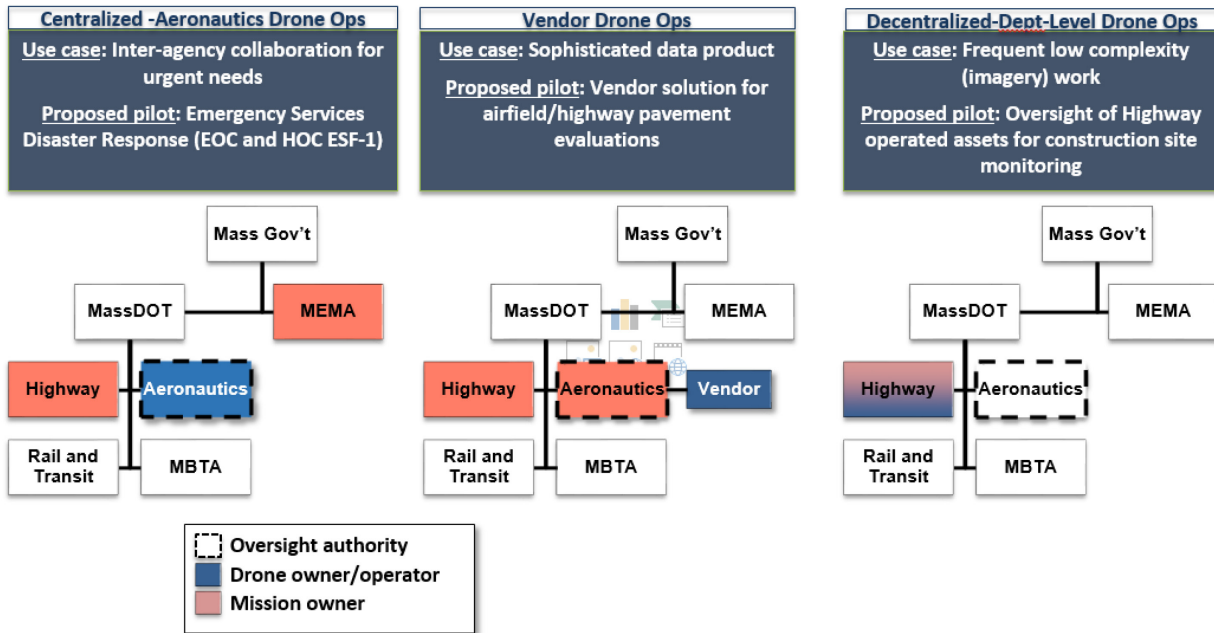 Centralized -Aeronautics Drone Ops
Use case: Inter-agency collaboration for
urgent needs
Proposed pilot: Emergency Services
Disaster Response (EOC and HOC ESF-1)
Mass Gov't
MassDOT
MEMA
Highway
Aeronautics
Rail and
Transit
MBTA
Vendor Drone Ops
Use case: Sophisticated data product
Proposed pilot: Vendor solution for
airfield/highway pavement
evaluations
Mass Gov't
MassDOT
MEMA
Highway
Aeronautics
Vendor
Rail and
Transit
MBTA
Decentralized-Dept-Level Drone Ops
Use case: Frequent low complexity
(imagery) work
Proposed pilot: Oversight of Highway
operated assets for construction site
monitoring
Mass Gov't
MassDOT
MEMA
Highway
Aeronautics
Rail and
Transit
MBTA
Oversight authority
Drone owner/operator
Mission owner